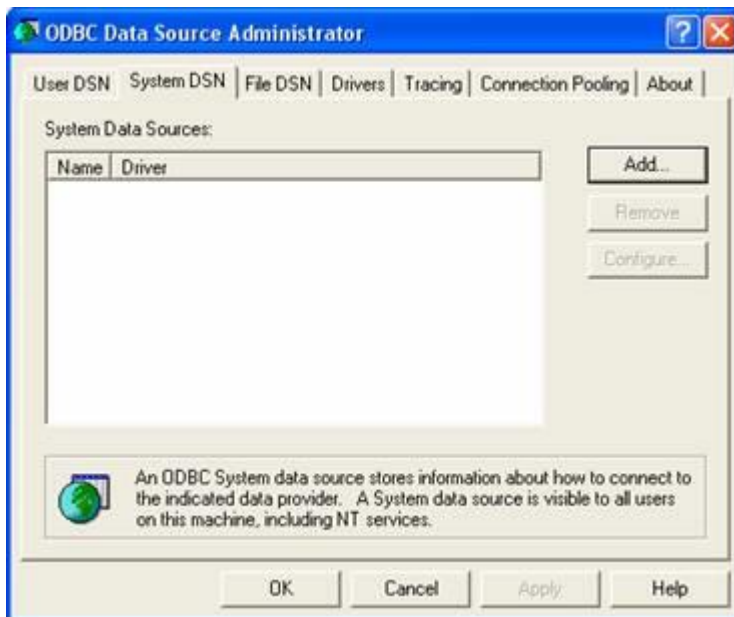 ODBC Data Source Administrator
User DSN System DSN File DSN Drivers Tracing Connection Pooling About
System Data Sources:
Name Driver
Add...
Remove
Configure...
An ODBC System data source stores information about how to connect to
the indicated data provider. A System data source is visible to all users
on this machine, including NT services.
OK Cancel Apply Help